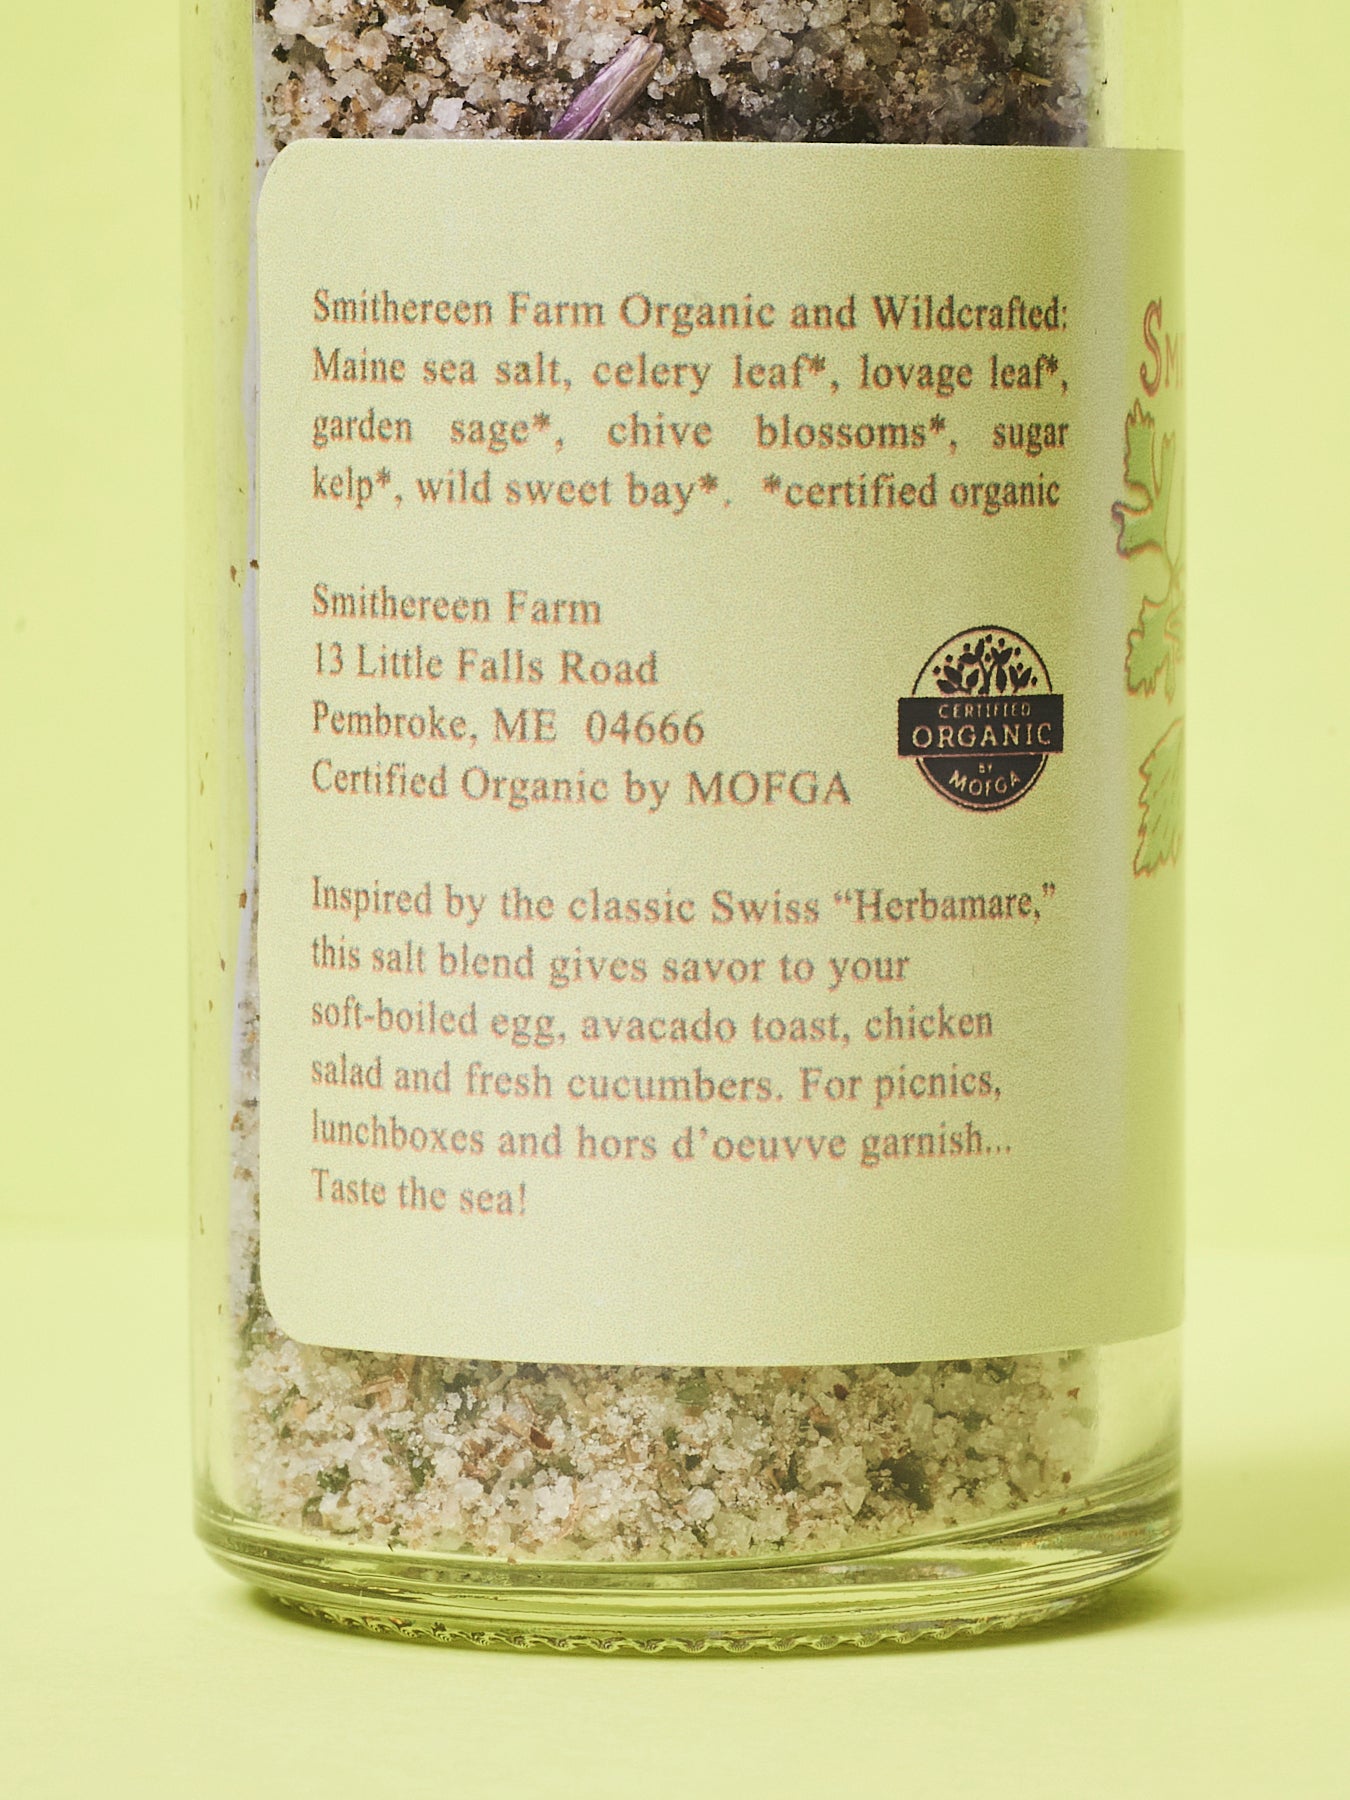 Smithereen Farm Organic and Wildcrafted:
Maine sea salt, celery leaf*, lovage leaf*,
garden sage*, chive blossoms*, sugar
kelp*, wild sweet bay*. *certified organic
Smithereen Farm
13 Little Falls Road
Pembroke, ME 04666
Certified Organic by MOFGA
CERTIFIED
ORGANIC
BY
MOFGA
Inspired by the classic Swiss “Herbamare,”
this salt blend gives savor to your
soft-boiled egg, avacado toast, chicken
salad and fresh cucumbers. For picnics,
lunchboxes and hors d’oeuvve garnish...
Taste the sea!